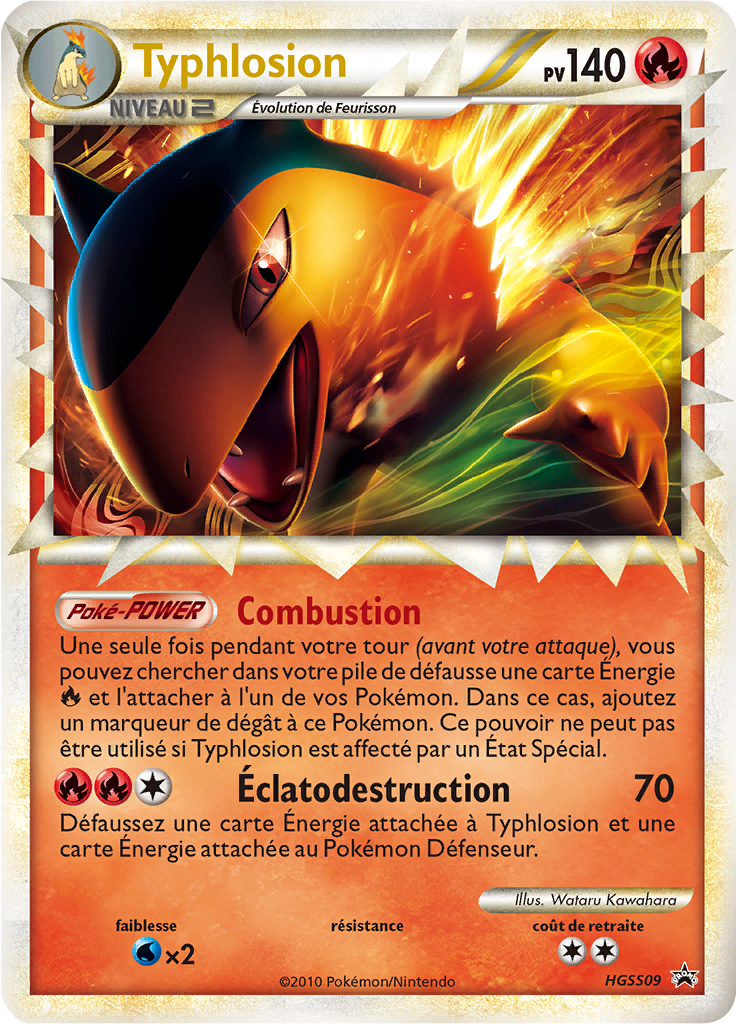 Typhlosion
PV 140
NIVEAU 2
Évolution de Feurisson
Poké-POWER Combustion
Une seule fois pendant votre tour (avant votre attaque), vous
pouvez chercher dans votre pile de défausse une carte Énergie
et l'attacher à l'un de vos Pokémon. Dans ce cas, ajoutez
un marqueur de dégât à ce Pokémon. Ce pouvoir ne peut pas
être utilisé si Typhlosion est affecté par un État Spécial.
Éclatodestruction 70
Défaussez une carte Énergie attachée à Typhlosion et une
carte Énergie attachée au Pokémon Défenseur.
Illus. Wataru Kawahara
faiblesse résistance coût de retraite
×2
©2010 Pokémon/Nintendo
HGSS09
PROMO